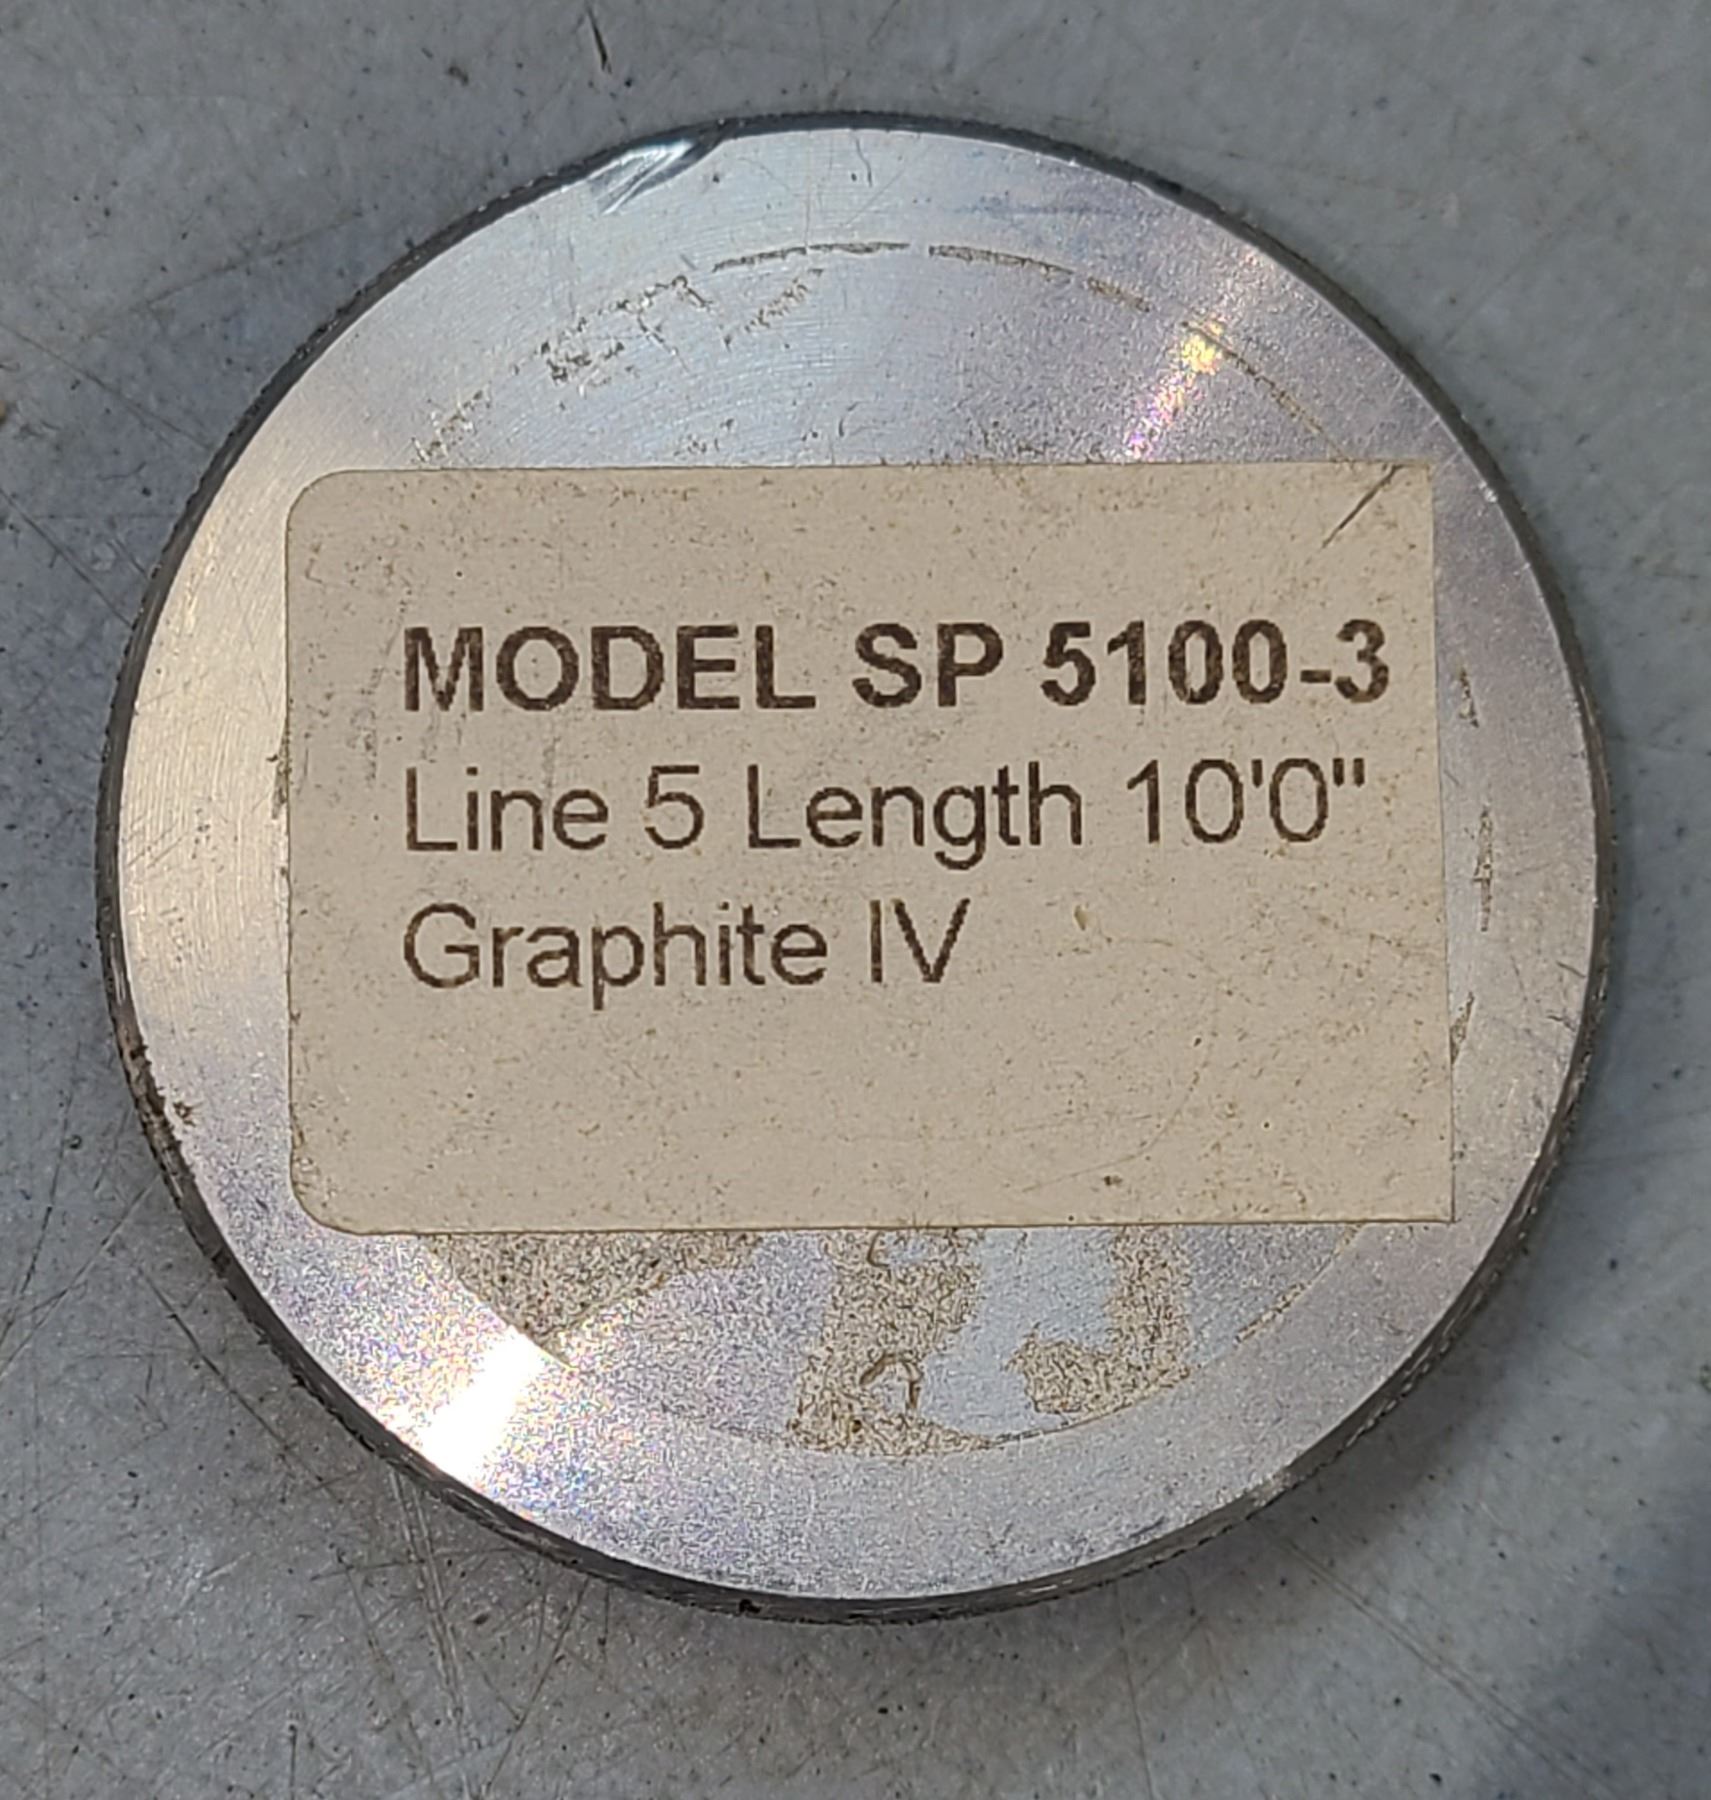 MODEL SP 5100-3
Line 5 Length 10'0"
Graphite IV